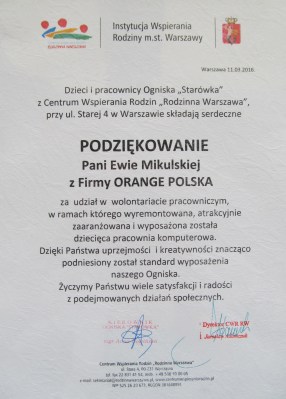 Instytucja Wspierania
Rodziny m.st. Warszawy
Warszawa 11.03.2016
Dzieci i pracownicy Ogniska „Starówka”
z Centrum Wspierania Rodzin „Rodzinna Warszawa”,
przy ul. Starej 4 w Warszawie składają serdeczne
PODZIĘKOWANIE
Pani Ewie Mikulskiej
z Firmy ORANGE POLSKA
za udział w wolontariacie pracowniczym,
w ramach którego wyremontowana, atrakcyjnie
zaaranżowana i wyposażona została
dziecięca pracownia komputerowa.
Dzięki Państwa uprzejmości i kreatywności znacząco
podniesiony został standard wyposażenia
naszego Ogniska.
Życzymy Państwu wiele satysfakcji i radości
z podejmowanych działań społecznych.
Dyrektor CWR RW
Centrum Wspierania Rodzin „Rodzinna Warszawa”